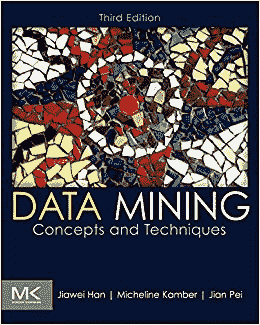 Third Edition
DATA MINING
Concepts and Techniques
MK
Jiawei Han | Micheline Kamber | Jian Pei